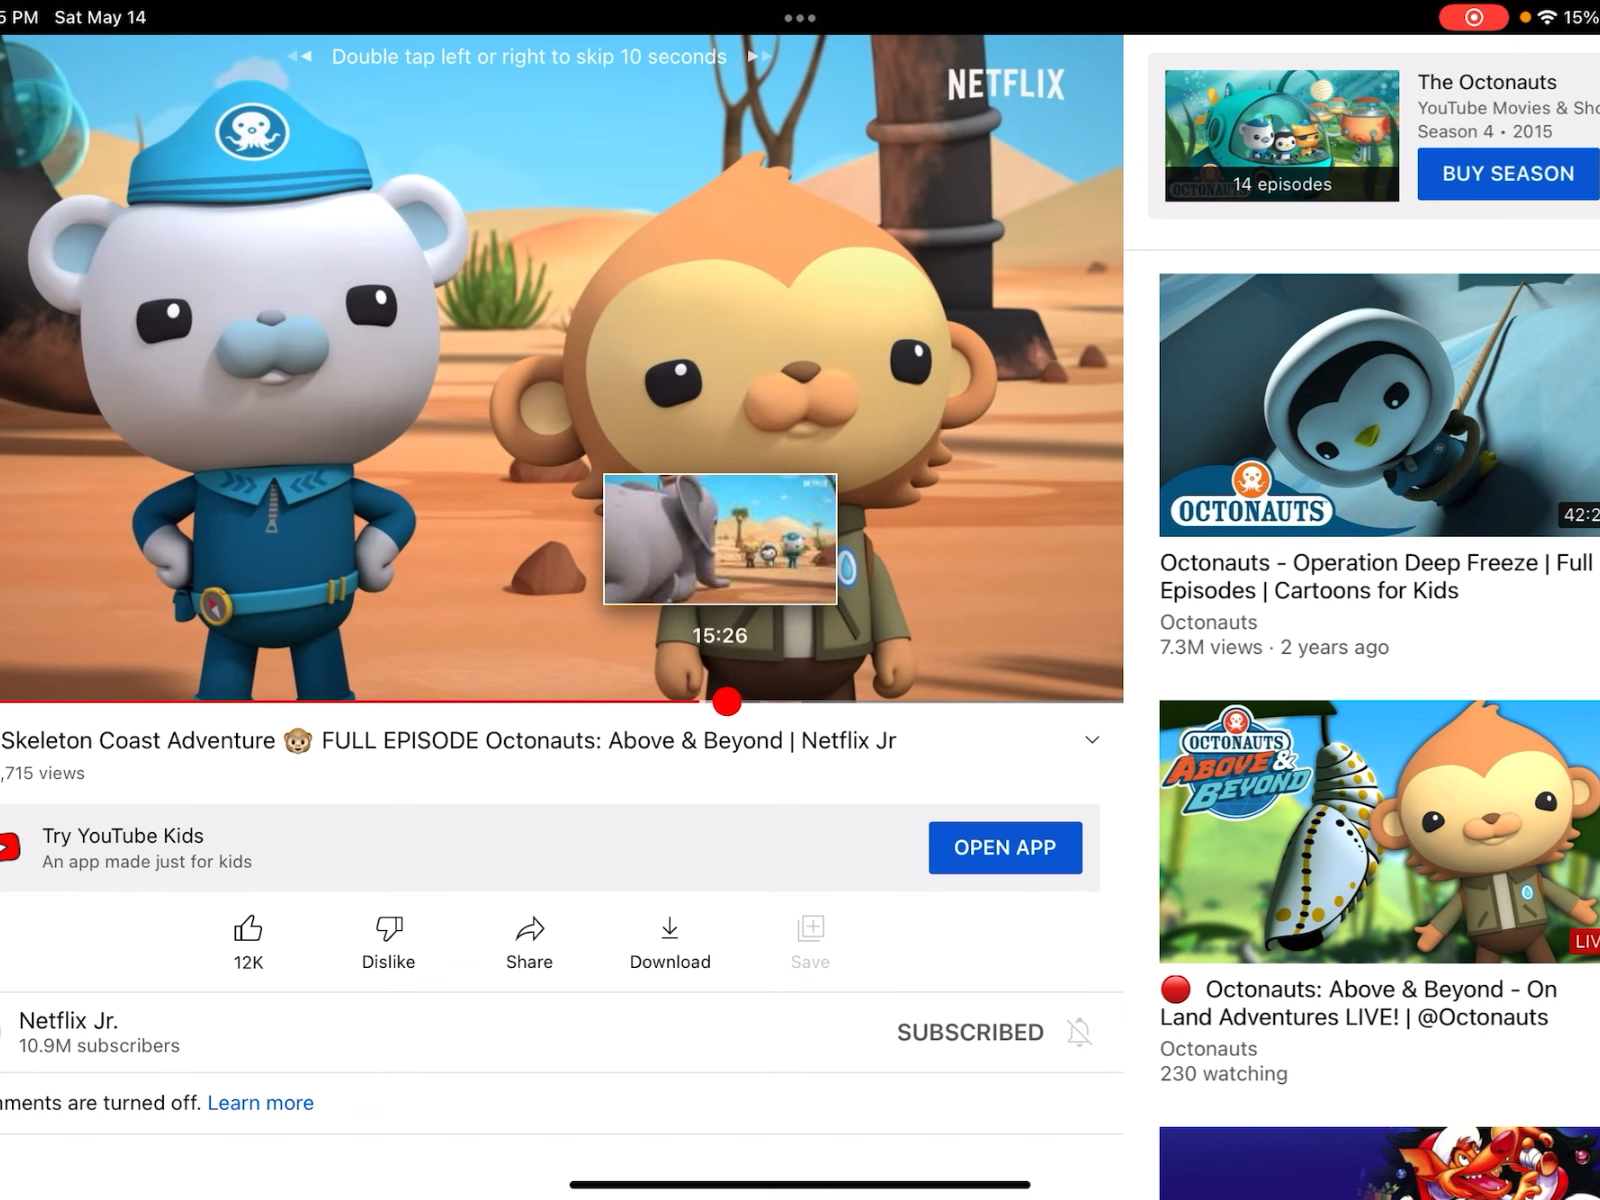 5 PM Sat May 14
15%
Double tap left or right to skip 10 seconds
NETFLIX
15:26
Skeleton Coast Adventure 🐵 FULL EPISODE Octonauts: Above & Beyond | Netflix Jr
,715 views
Try YouTube Kids
An app made just for kids
OPEN APP
12K
Dislike
Share
Download
Save
Netflix Jr.
10.9M subscribers
SUBSCRIBED
mments are turned off. Learn more
OCTONAUTS
14 episodes
The Octonauts
YouTube Movies & Sho
Season 4 • 2015
BUY SEASON
OCTONAUTS
42:2
Octonauts - Operation Deep Freeze | Full
Episodes | Cartoons for Kids
Octonauts
7.3M views · 2 years ago
OCTONAUTS
ABOVE &
BEYOND
LIV
🔴 Octonauts: Above & Beyond - On
Land Adventures LIVE! | @Octonauts
Octonauts
230 watching